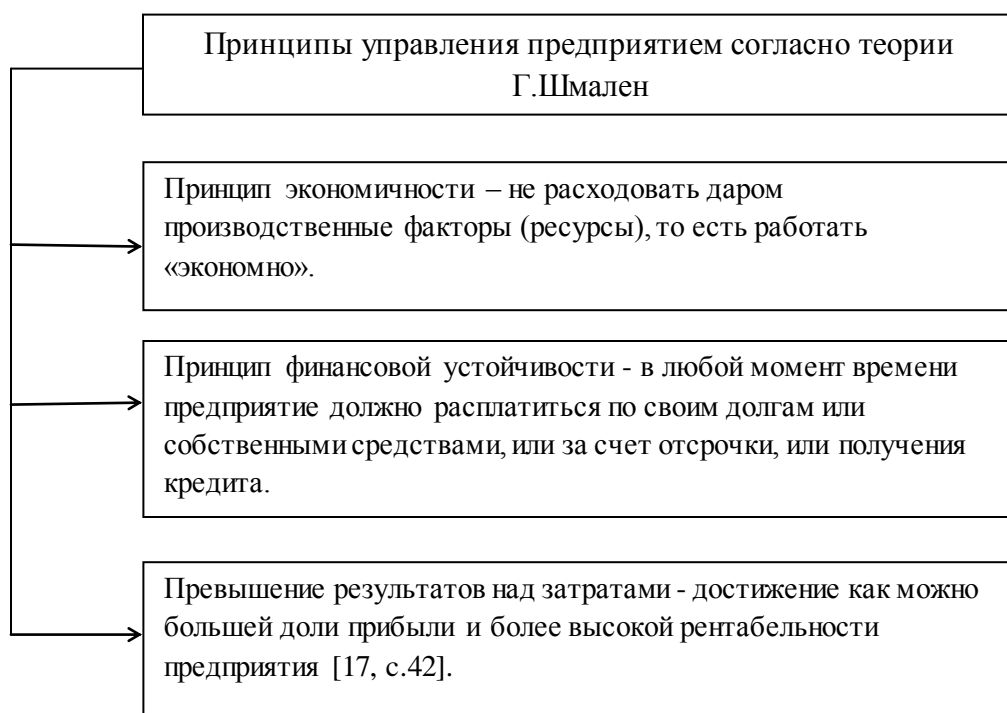 Принципы управления предприятием согласно теории
Г.Шмален
Принцип экономичности – не расходовать даром
производственные факторы (ресурсы), то есть работать
«экономно».
Принцип финансовой устойчивости - в любой момент времени
предприятие должно расплатиться по своим долгам или
собственными средствами, или за счет отсрочки, или получения
кредита.
Превышение результатов над затратами - достижение как можно
большей доли прибыли и более высокой рентабельности
предприятия [17, с.42].